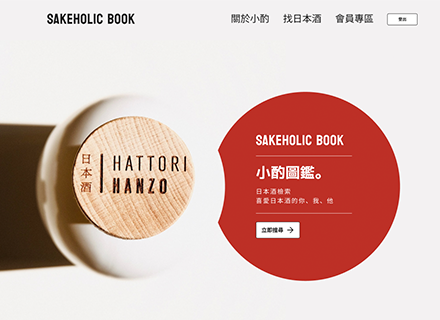 SAKEHOLIC BOOK
關於小酌 找日本酒 會員專區 登出
日本酒
HATTORI
HANZO
SAKEHOLIC BOOK
小酌圖鑑。
日本酒檢索
喜愛日本酒的你、我、他
立即搜尋